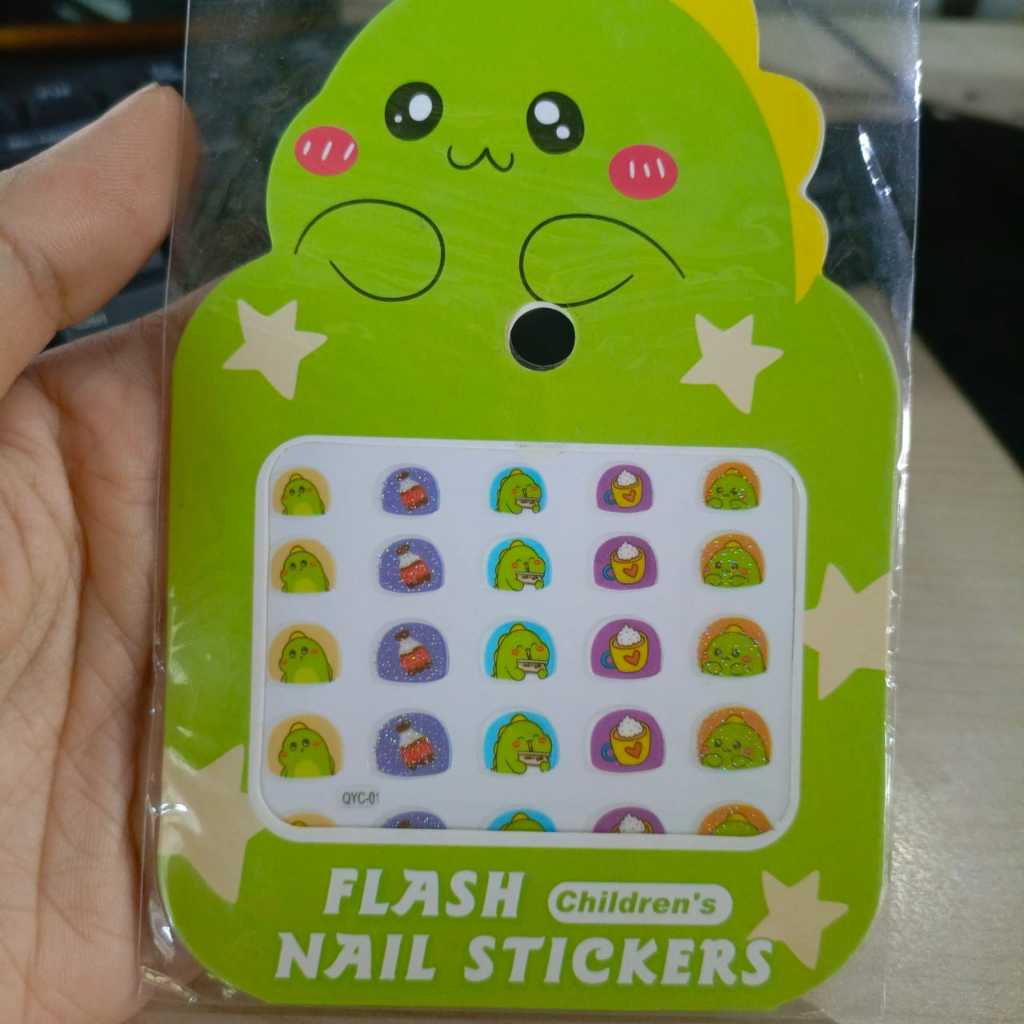 QYC-01
FLASH Children's
NAIL STICKERS